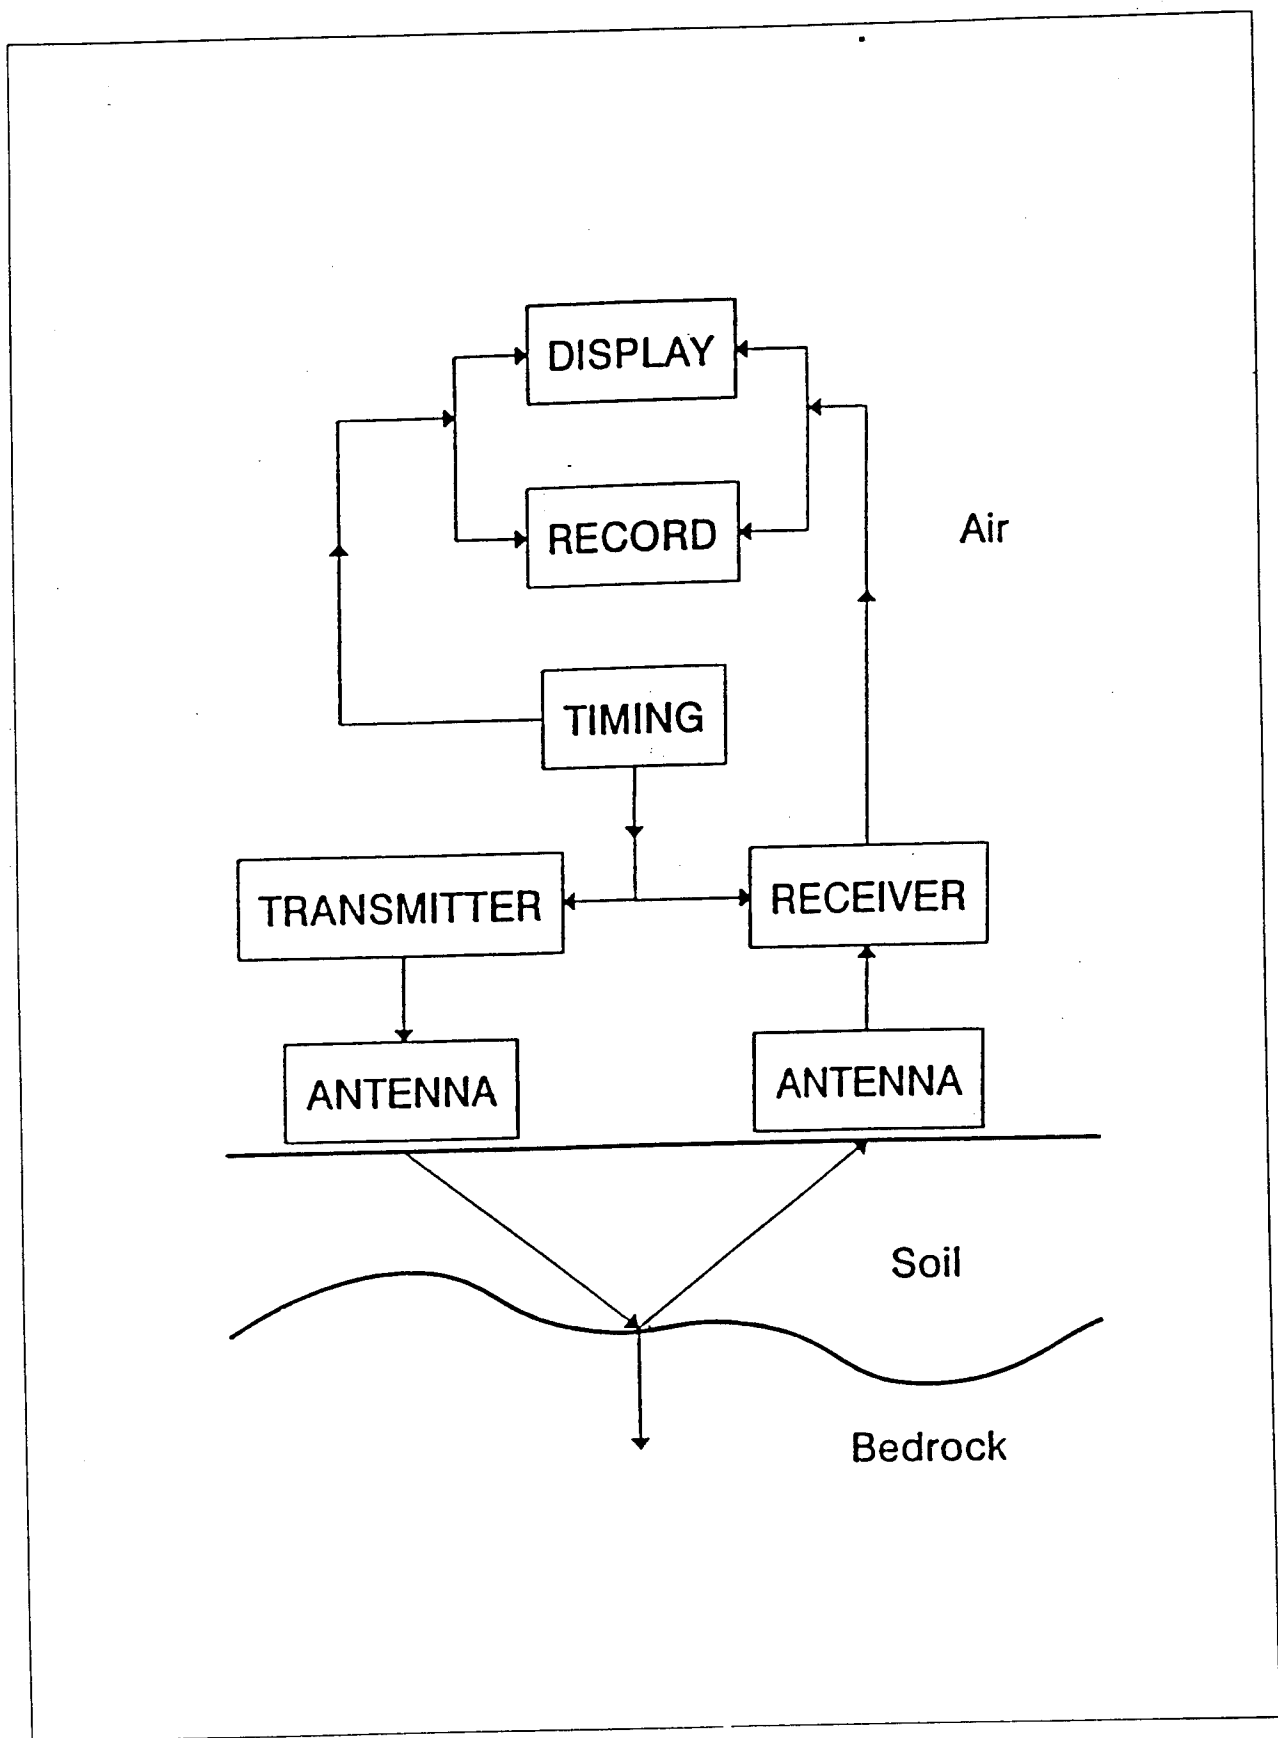 DISPLAY
RECORD
Air
TIMING
TRANSMITTER
RECEIVER
ANTENNA
ANTENNA
Soil
Bedrock